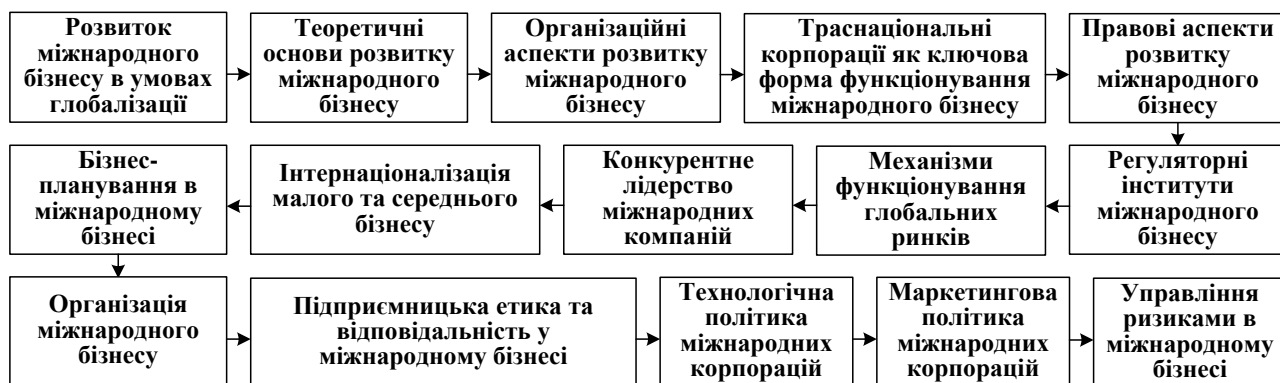 Розвиток
міжнародного
бізнесу в умовах
глобалізації
Теоретичні
основи розвитку
міжнародного
бізнесу
Організаційні
аспекти розвитку
міжнародного
бізнесу
Траснаціональні
корпорації як ключова
форма функціонування
міжнародного бізнесу
Правові аспекти
розвитку
міжнародного
бізнесу
Регуляторні
інститути
міжнародного
бізнесу
Механізми
функціонування
глобальних
ринків
Конкурентне
лідерство
міжнародних
компаній
Інтернаціоналізація
малого та середнього
бізнесу
Бізнес-
планування в
міжнародному
бізнесі
Організація
міжнародного
бізнесу
Підприємницька етика та
відповідальність у
міжнародному бізнесі
Технологічна
політика
міжнародних
корпорацій
Маркетингова
політика
міжнародних
корпорацій
Управління
ризиками в
міжнародному
бізнесі